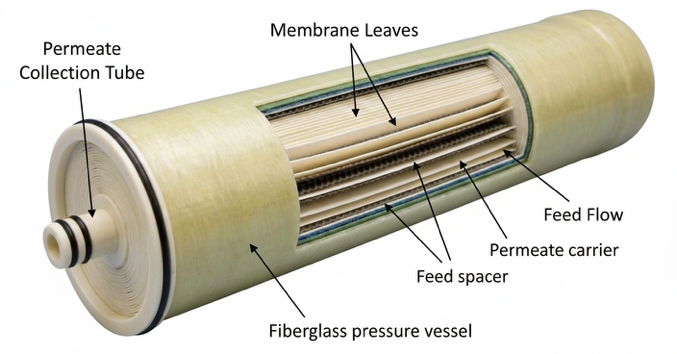 Membrane Leaves
Permeate
Collection Tube
Feed Flow
Permeate carrier
Feed spacer
Fiberglass pressure vessel